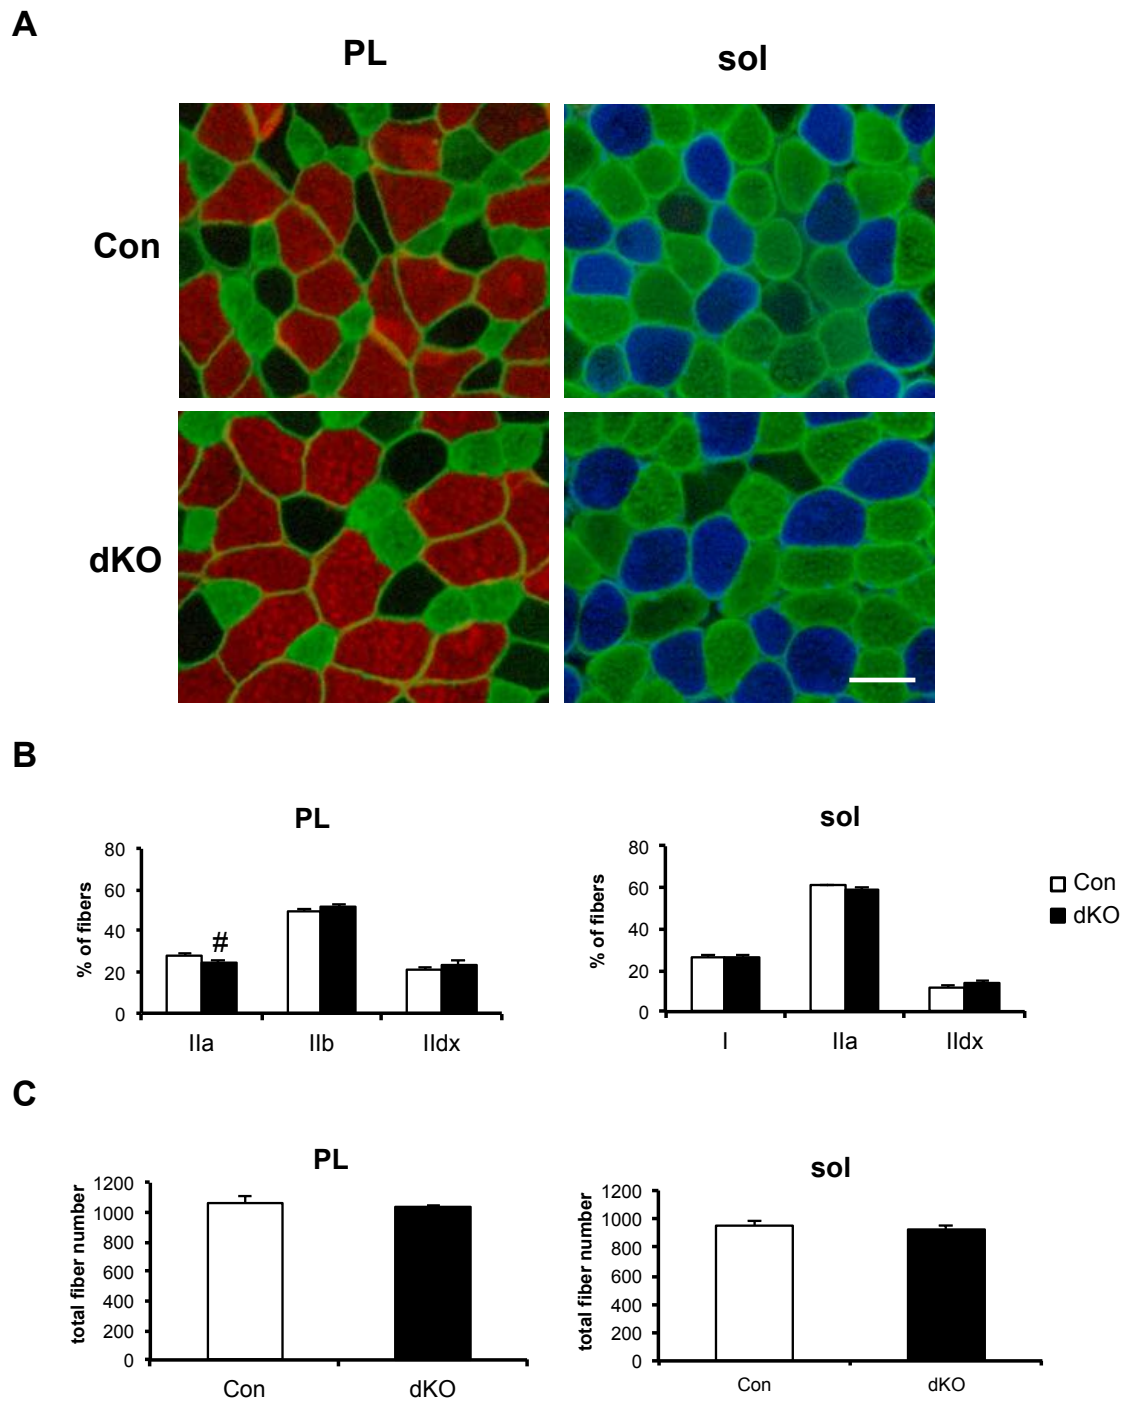 A
PL sol
Con
dKO
B
PL sol
% of fibers
80
60
40
20
0
#
IIa IIb IIdx
% of fibers
80
60
40
20
0
I IIa IIdx
Con
dKO
C
PL sol
total fiber number
1200
1000
800
600
400
200
0
Con dKO
total fiber number
1200
1000
800
600
400
200
0
Con dKO